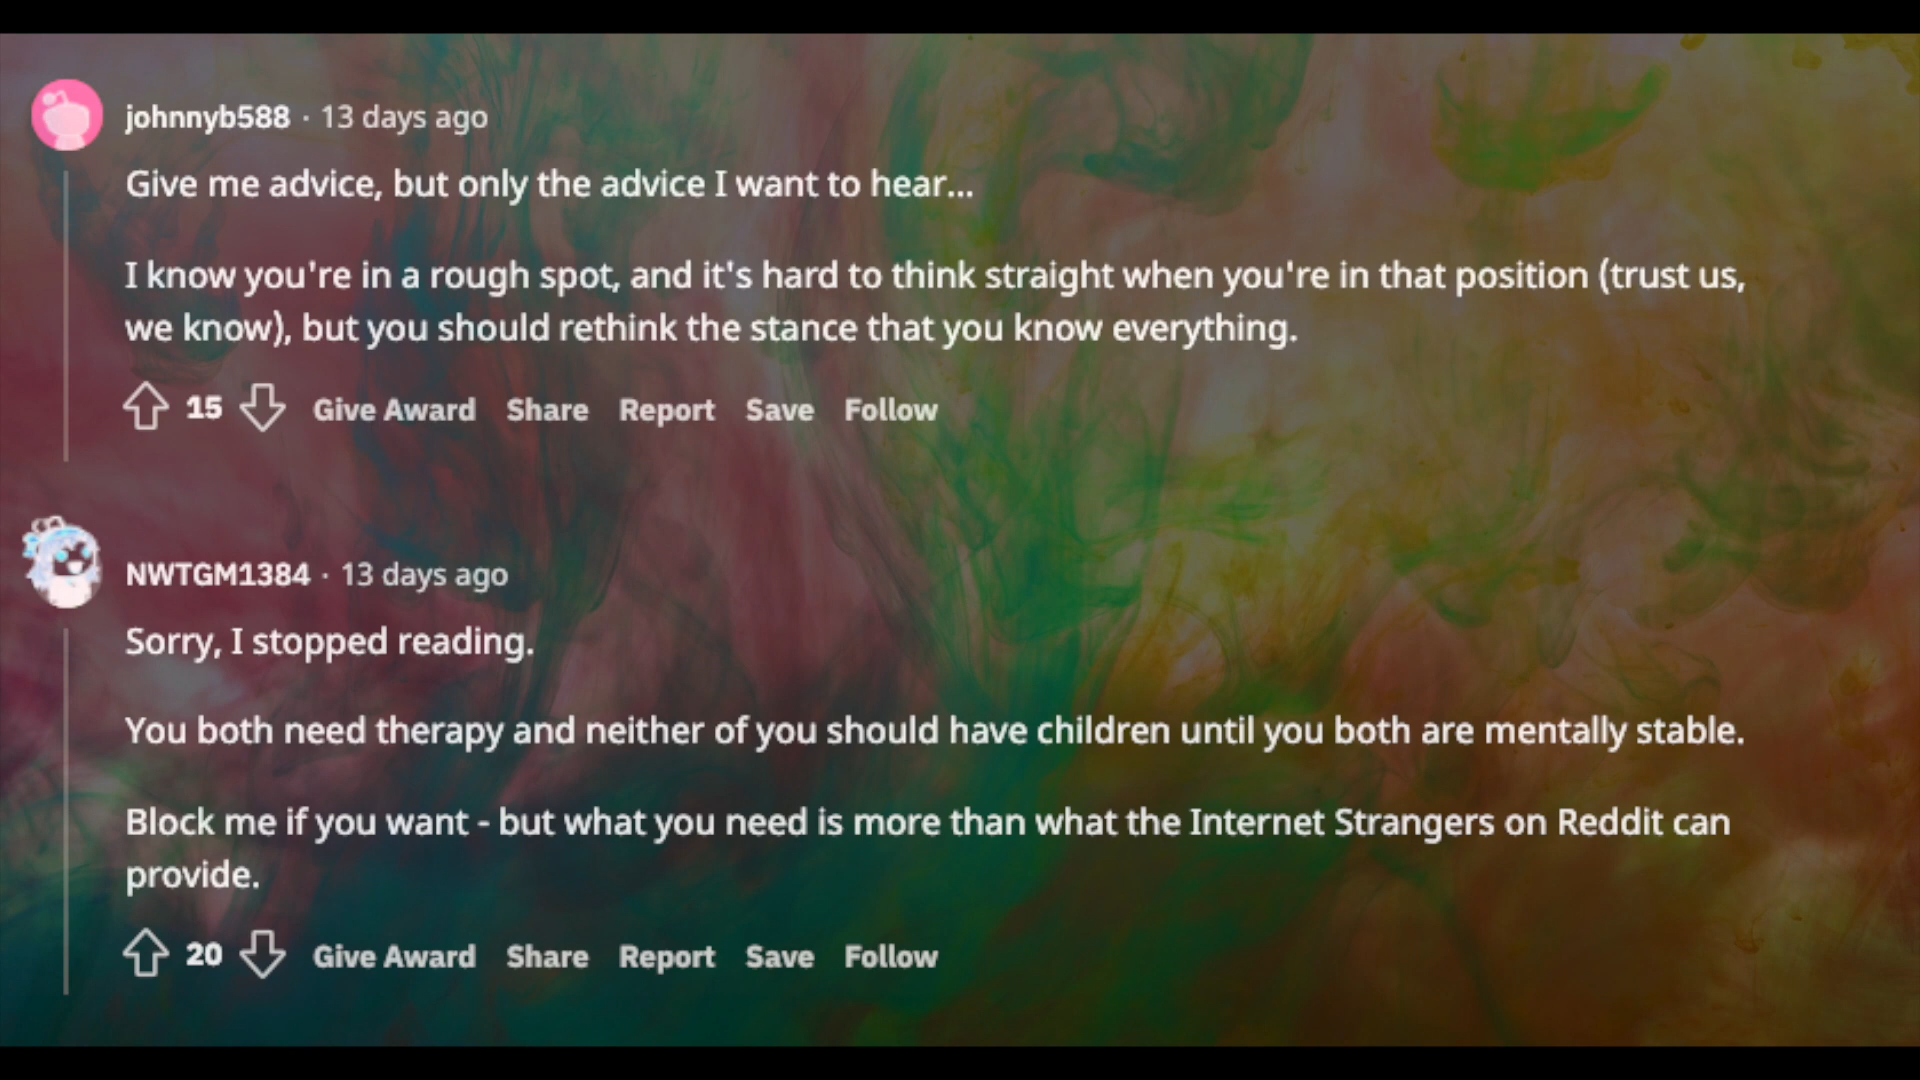 johnnyb588 · 13 days ago
Give me advice, but only the advice I want to hear...
I know you're in a rough spot, and it's hard to think straight when you're in that position (trust us,
we know), but you should rethink the stance that you know everything.
15 Give Award Share Report Save Follow
NWTGM1384 · 13 days ago
Sorry, I stopped reading.
You both need therapy and neither of you should have children until you both are mentally stable.
Block me if you want - but what you need is more than what the Internet Strangers on Reddit can
provide.
20 Give Award Share Report Save Follow